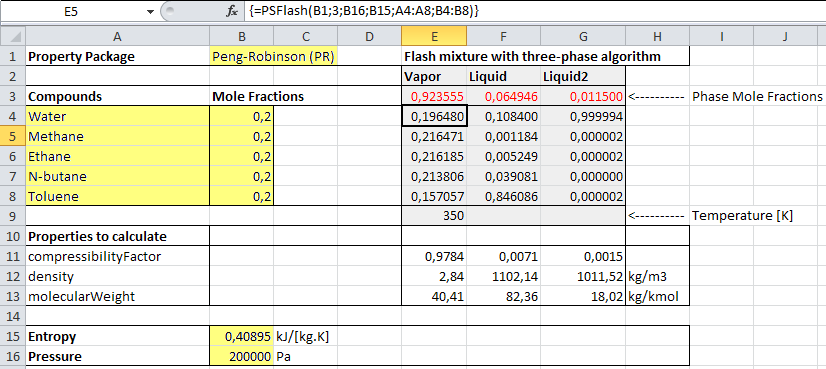 E5 fx {=PSFlash(B1;3;B16;B15;A4:A8;B4:B8)}
A B C D E F G H I J
1 Property Package Peng-Robinson (PR) Flash mixture with three-phase algorithm
2 Vapor Liquid Liquid2
3 Compounds Mole Fractions 0,923555 0,064946 0,011500 <---------- Phase Mole Fractions
4 Water 0,2 0,196480 0,108400 0,999994
5 Methane 0,2 0,216471 0,001184 0,000002
6 Ethane 0,2 0,216185 0,005249 0,000002
7 N-butane 0,2 0,213806 0,039081 0,000000
8 Toluene 0,2 0,157057 0,846086 0,000002
9 350 <---------- Temperature [K]
10 Properties to calculate
11 compressibilityFactor 0,9784 0,0071 0,0015
12 density 2,84 1102,14 1011,52 kg/m3
13 molecularWeight 40,41 82,36 18,02 kg/kmol
14
15 Entropy 0,40895 kJ/[kg.K]
16 Pressure 200000 Pa